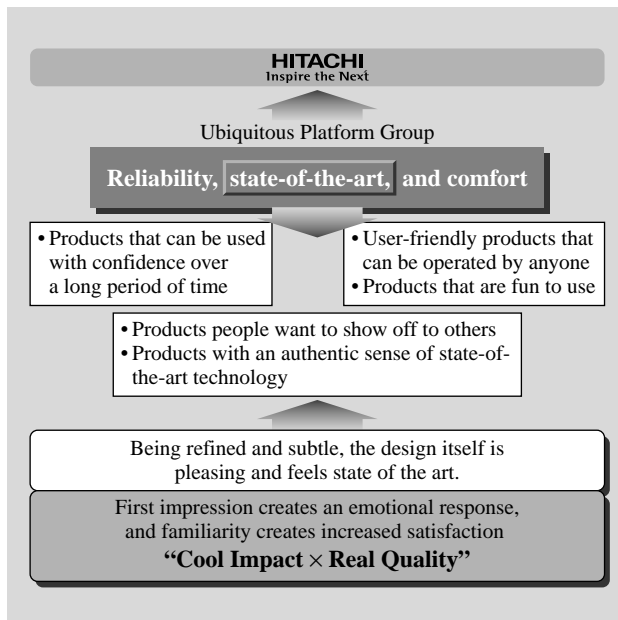 HITACHI
Inspire the Next
Ubiquitous Platform Group
Reliability, state-of-the-art, and comfort
• Products that can be used
with confidence over
a long period of time
• User-friendly products that
can be operated by anyone
• Products that are fun to use
• Products people want to show off to others
• Products with an authentic sense of state-of-
the-art technology
Being refined and subtle, the design itself is
pleasing and feels state of the art.
First impression creates an emotional response,
and familiarity creates increased satisfaction
“Cool Impact × Real Quality”